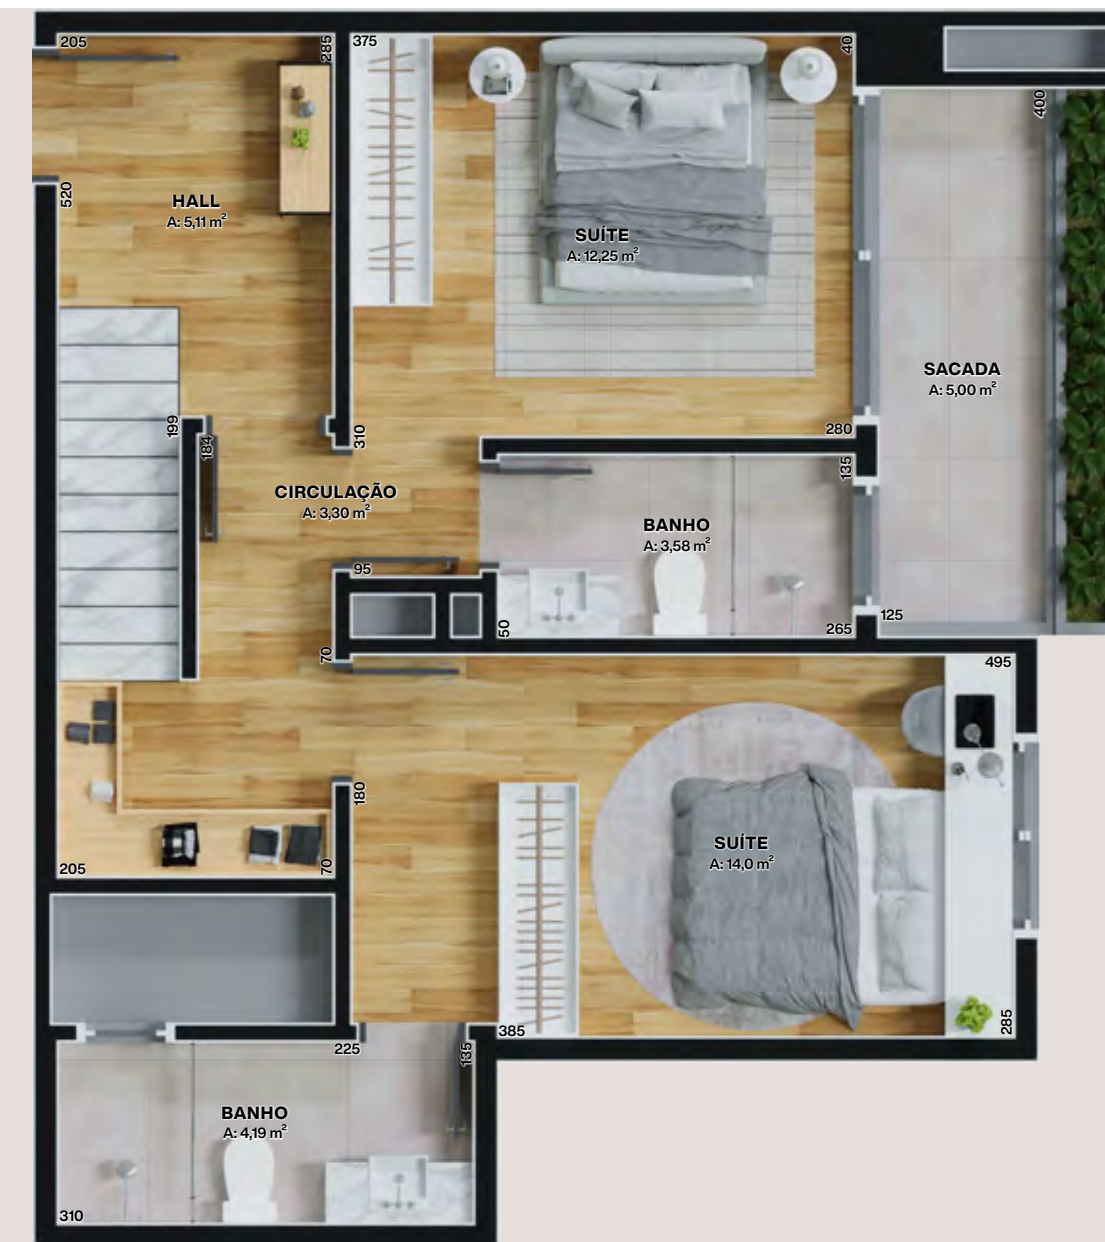 205
285
375
40
400
520
HALL
A: 5,11 m²
SUÍTE
A: 12,25 m²
SACADA
A: 5,00 m²
199
184
310
280
135
CIRCULAÇÃO
A: 3,30 m²
BANHO
A: 3,58 m²
95
125
50
265
70
495
180
SUÍTE
A: 14,0 m²
205
70
385
285
225
135
BANHO
A: 4,19 m²
310